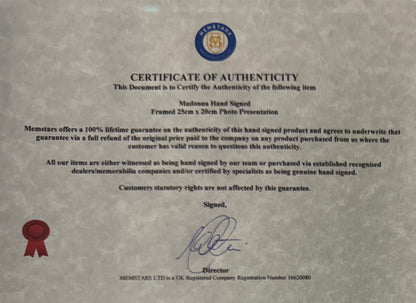 MEMSTARS
CERTIFICATE OF AUTHENTICITY
This Document is to Certify the Authenticity of the following item
Madonna Hand Signed
Framed 25cm x 20cm Photo Presentation
Memstars offers a 100% lifetime guarantee on the authenticity of this hand signed product and agrees to underwrite that
guarantee via a full refund of the original price paid to the company on any product purchased from us where the
customer has valid reason to questions this authenticity.
All our items are either witnessed as being hand signed by our team or purchased via established recognised
dealers/memorabilia companies and/or certified by specialists as being genuine hand signed.
Customers statutory rights are not affected by this guarantee.
Signed,
Director
MEMSTARS LTD is a UK Registered Company Registration Number 16620080